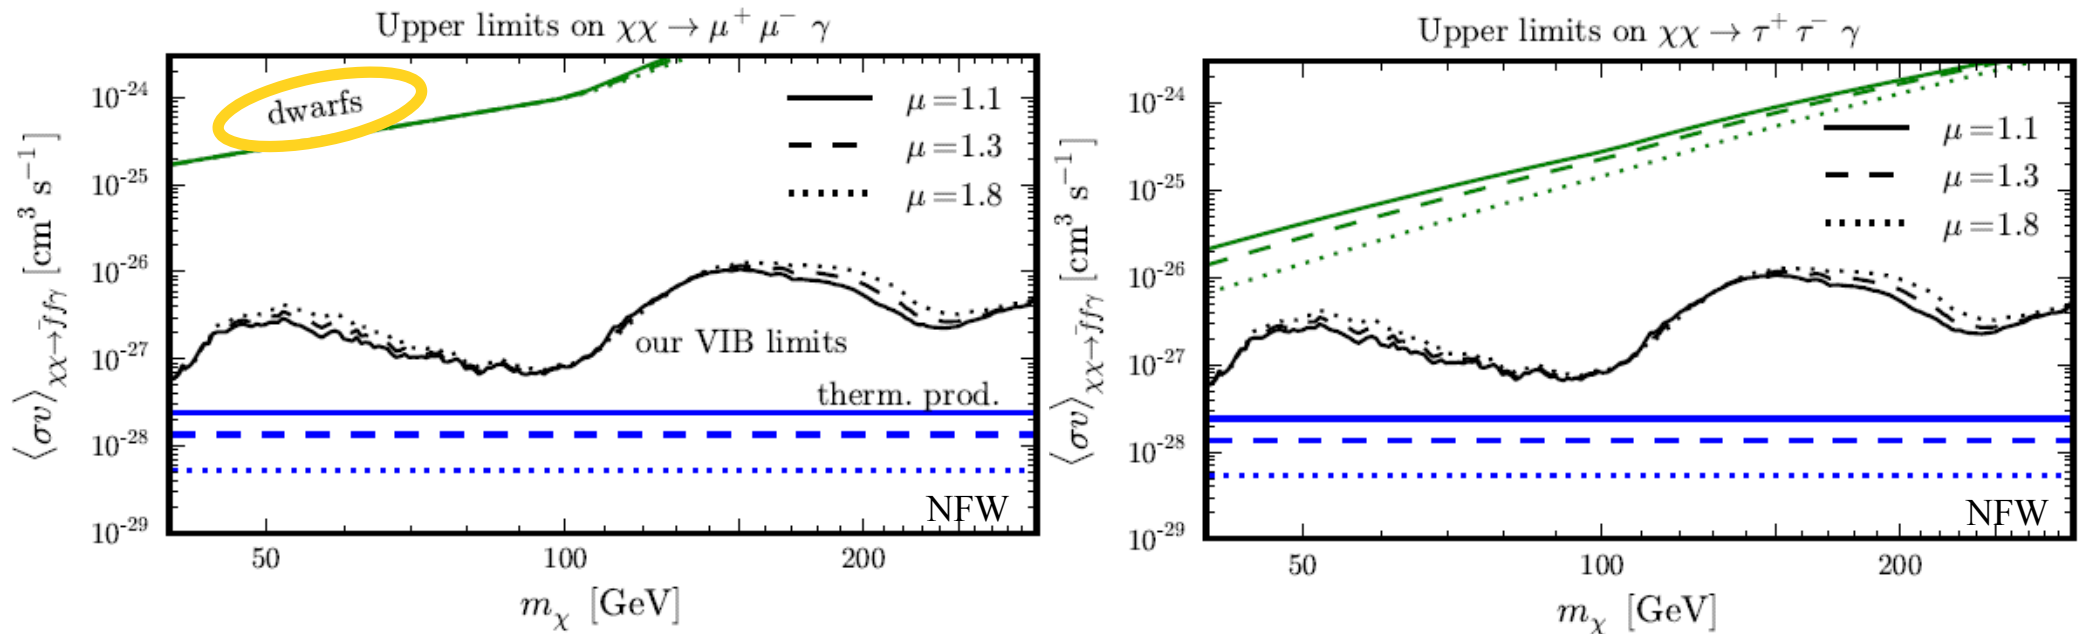 Upper limits on χχ → μ⁺ μ⁻ γ
dwarfs
μ=1.1
μ=1.3
μ=1.8
our VIB limits
therm. prod.
NFW
10⁻²⁴
10⁻²⁵
10⁻²⁶
10⁻²⁷
10⁻²⁸
10⁻²⁹
⟨σv⟩χχ→f̄fγ [cm³ s⁻¹]
50 100 200
mχ [GeV]
Upper limits on χχ → τ⁺ τ⁻ γ
μ=1.1
μ=1.3
μ=1.8
NFW
10⁻²⁴
10⁻²⁵
10⁻²⁶
10⁻²⁷
10⁻²⁸
10⁻²⁹
⟨σv⟩χχ→f̄fγ [cm³ s⁻¹]
50 100 200
mχ [GeV]